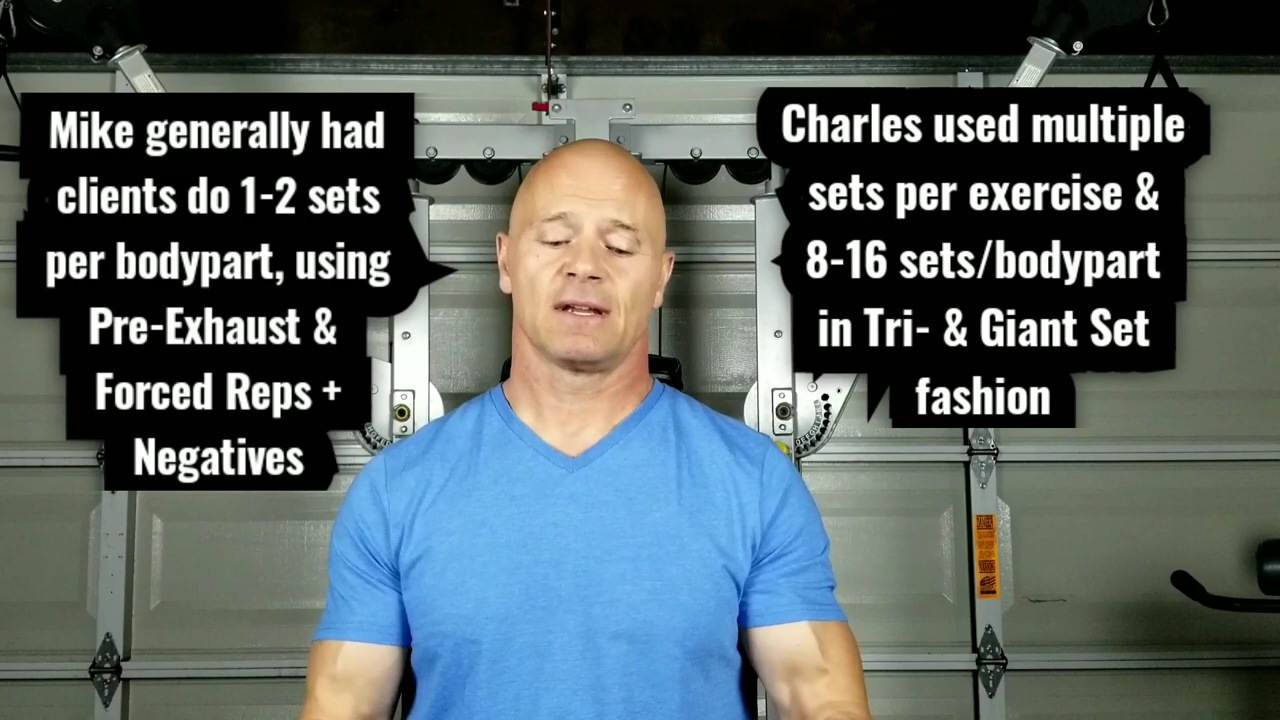 Mike generally had
clients do 1-2 sets
per bodypart, using
Pre-Exhaust &
Forced Reps +
Negatives
Charles used multiple
sets per exercise &
8-16 sets/bodypart
in Tri- & Giant Set
fashion